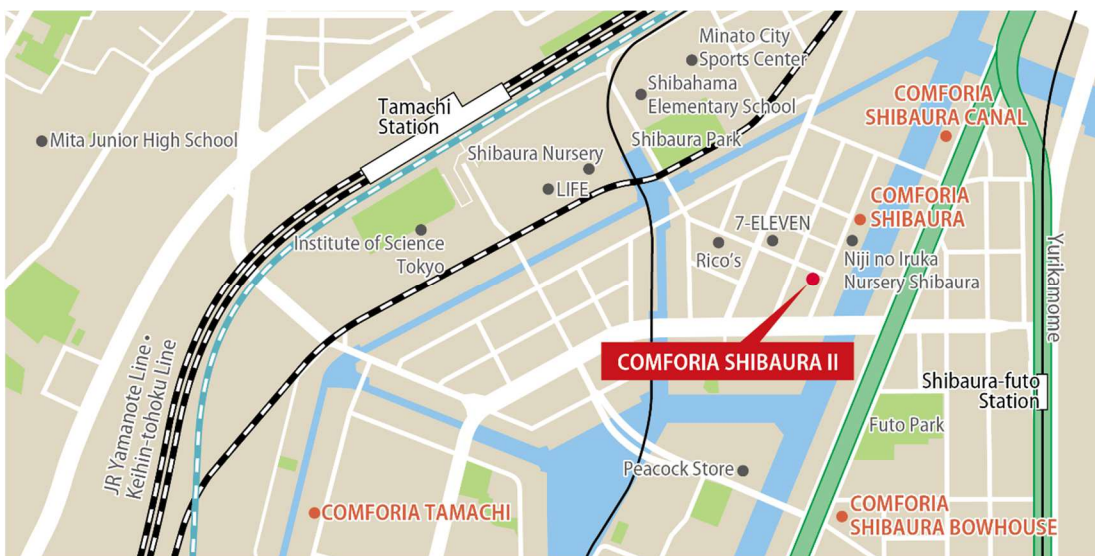 Minato City
Sports Center
Shibahama
Elementary School
COMFORIA
SHIBAURA CANAL
Tamachi
Station
Mita Junior High School
Shibaura Park
Shibaura Nursery
LIFE
COMFORIA
SHIBAURA
7-ELEVEN
Rico's
Niji no Iruka
Nursery Shibaura
Institute of Science
Tokyo
Yurikamome
COMFORIA SHIBAURA II
Shibaura-futo
Station
Futo Park
JR Yamanote Line •
Keihin-tohoku Line
Peacock Store
COMFORIA TAMACHI
COMFORIA
SHIBAURA BOWHOUSE